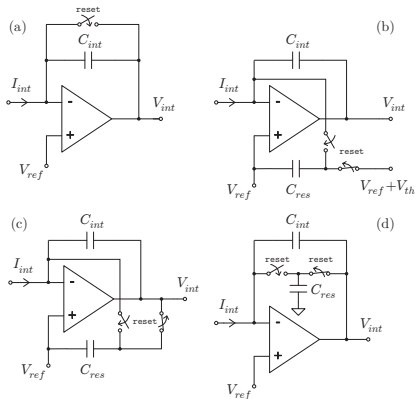 (a)
reset
C_int
I_int
-
+
V_int
V_ref
(b)
C_int
I_int
-
+
V_int
reset
V_ref
C_res
V_ref+V_th
(c)
C_int
I_int
-
+
V_int
reset
V_ref
C_res
(d)
C_int
reset reset
C_res
I_int
-
+
V_int
V_ref